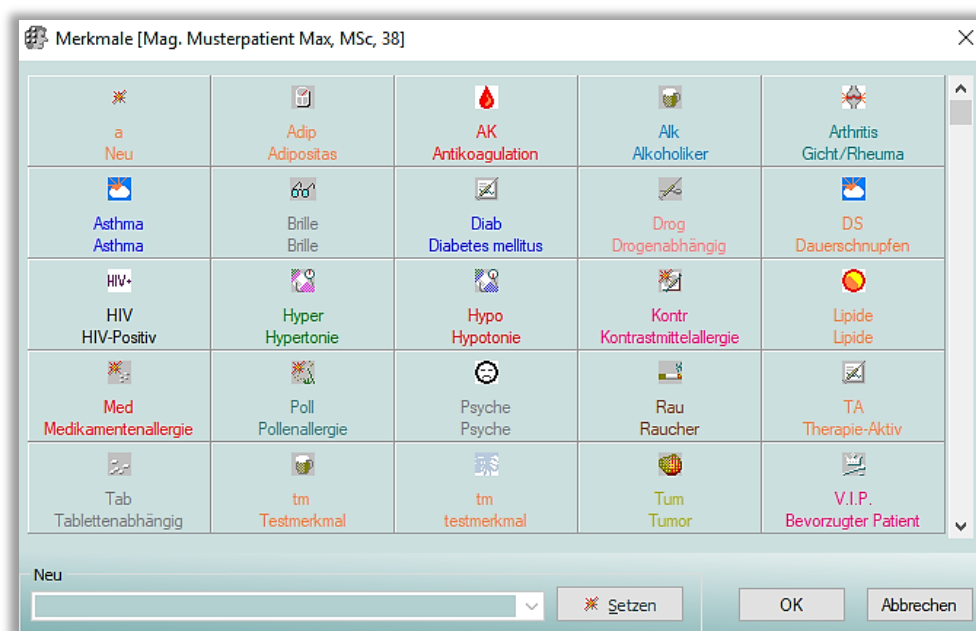 Merkmale [Mag. Musterpatient Max, MSc, 38]
a
Neu
Adip
Adipositas
AK
Antikoagulation
Alk
Alkoholiker
Arthritis
Gicht/Rheuma
Asthma
Asthma
Brille
Brille
Diab
Diabetes mellitus
Drog
Drogenabhängig
DS
Dauerschnupfen
HIV+
HIV
HIV-Positiv
Hyper
Hypertonie
Hypo
Hypotonie
Kontr
Kontrastmittelallergie
Lipide
Lipide
Med
Medikamentenallergie
Poll
Pollenallergie
Psyche
Psyche
Rau
Raucher
TA
Therapie-Aktiv
Tab
Tablettenabhängig
tm
Testmerkmal
tm
testmerkmal
Tum
Tumor
V.I.P.
Bevorzugter Patient
Neu
Setzen
OK
Abbrechen